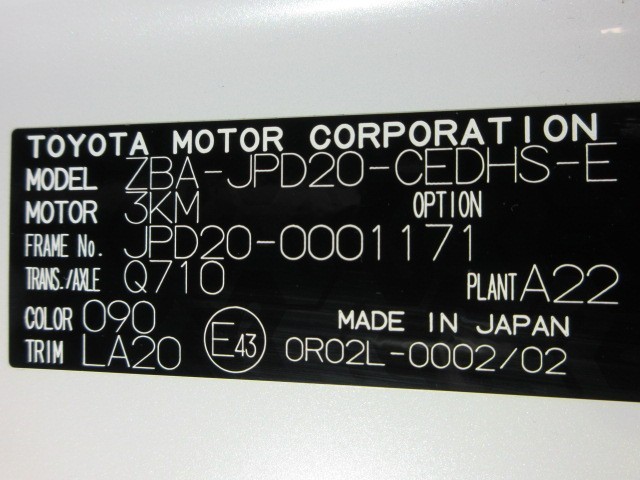 TOYOTA MOTOR CORPORATION
MODEL ZBA-JPD20-CEDHS-E
MOTOR 3KM OPTION
FRAME No. JPD20-0001171
TRANS./AXLE Q710 PLANT A22
COLOR 090 MADE IN JAPAN
TRIM LA20 E43 0R02L-0002/02